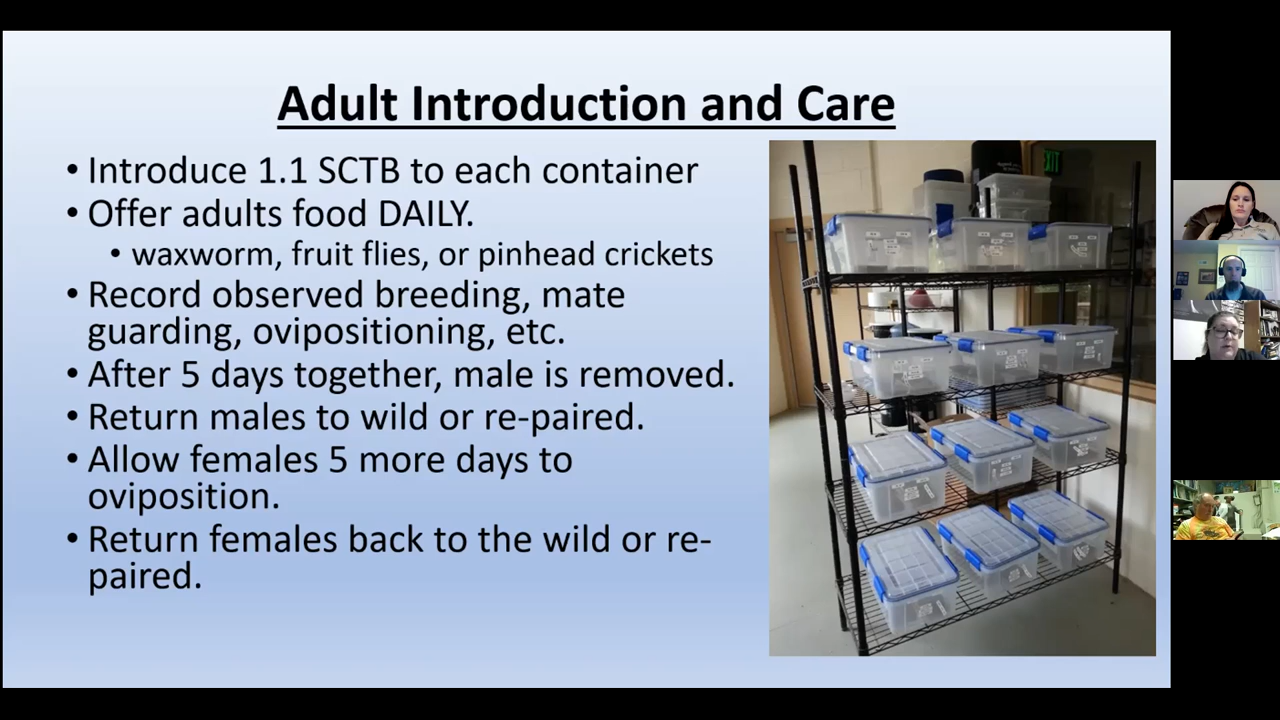 Adult Introduction and Care
• Introduce 1.1 SCTB to each container
• Offer adults food DAILY.
• waxworm, fruit flies, or pinhead crickets
• Record observed breeding, mate
guarding, ovipositioning, etc.
• After 5 days together, male is removed.
• Return males to wild or re-paired.
• Allow females 5 more days to
oviposition.
• Return females back to the wild or re-
paired.
EXIT